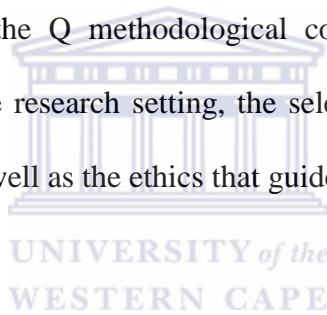 the Q methodological co
research setting, the sele
well as the ethics that guide
UNIVERSITY of the
WESTERN CAPE